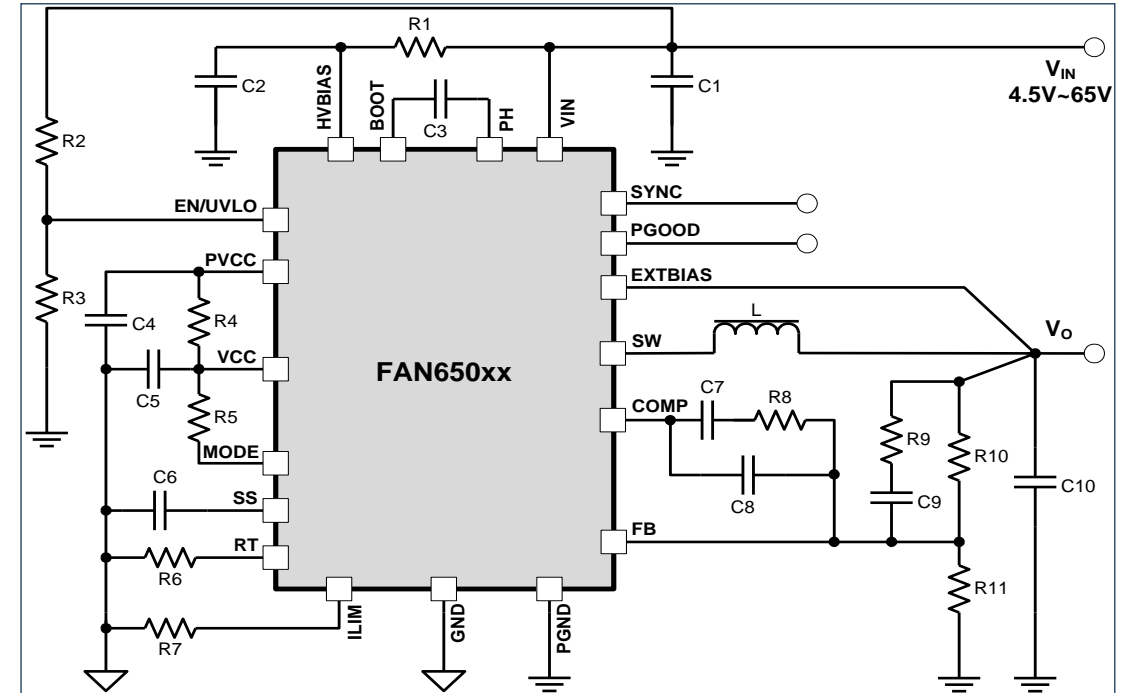 R1
C2
C1
V_IN
4.5V~65V
HVBIAS
BOOT
C3
PH
VIN
R2
EN/UVLO
SYNC
PGOOD
PVCC
EXTBIAS
R3
C4
R4
L
V_O
SW
VCC
FAN650xx
C5
R5
COMP
C7
R8
MODE
R9
R10
C6
SS
C8
C9
C10
RT
FB
R6
R11
ILIM
GND
PGND
R7